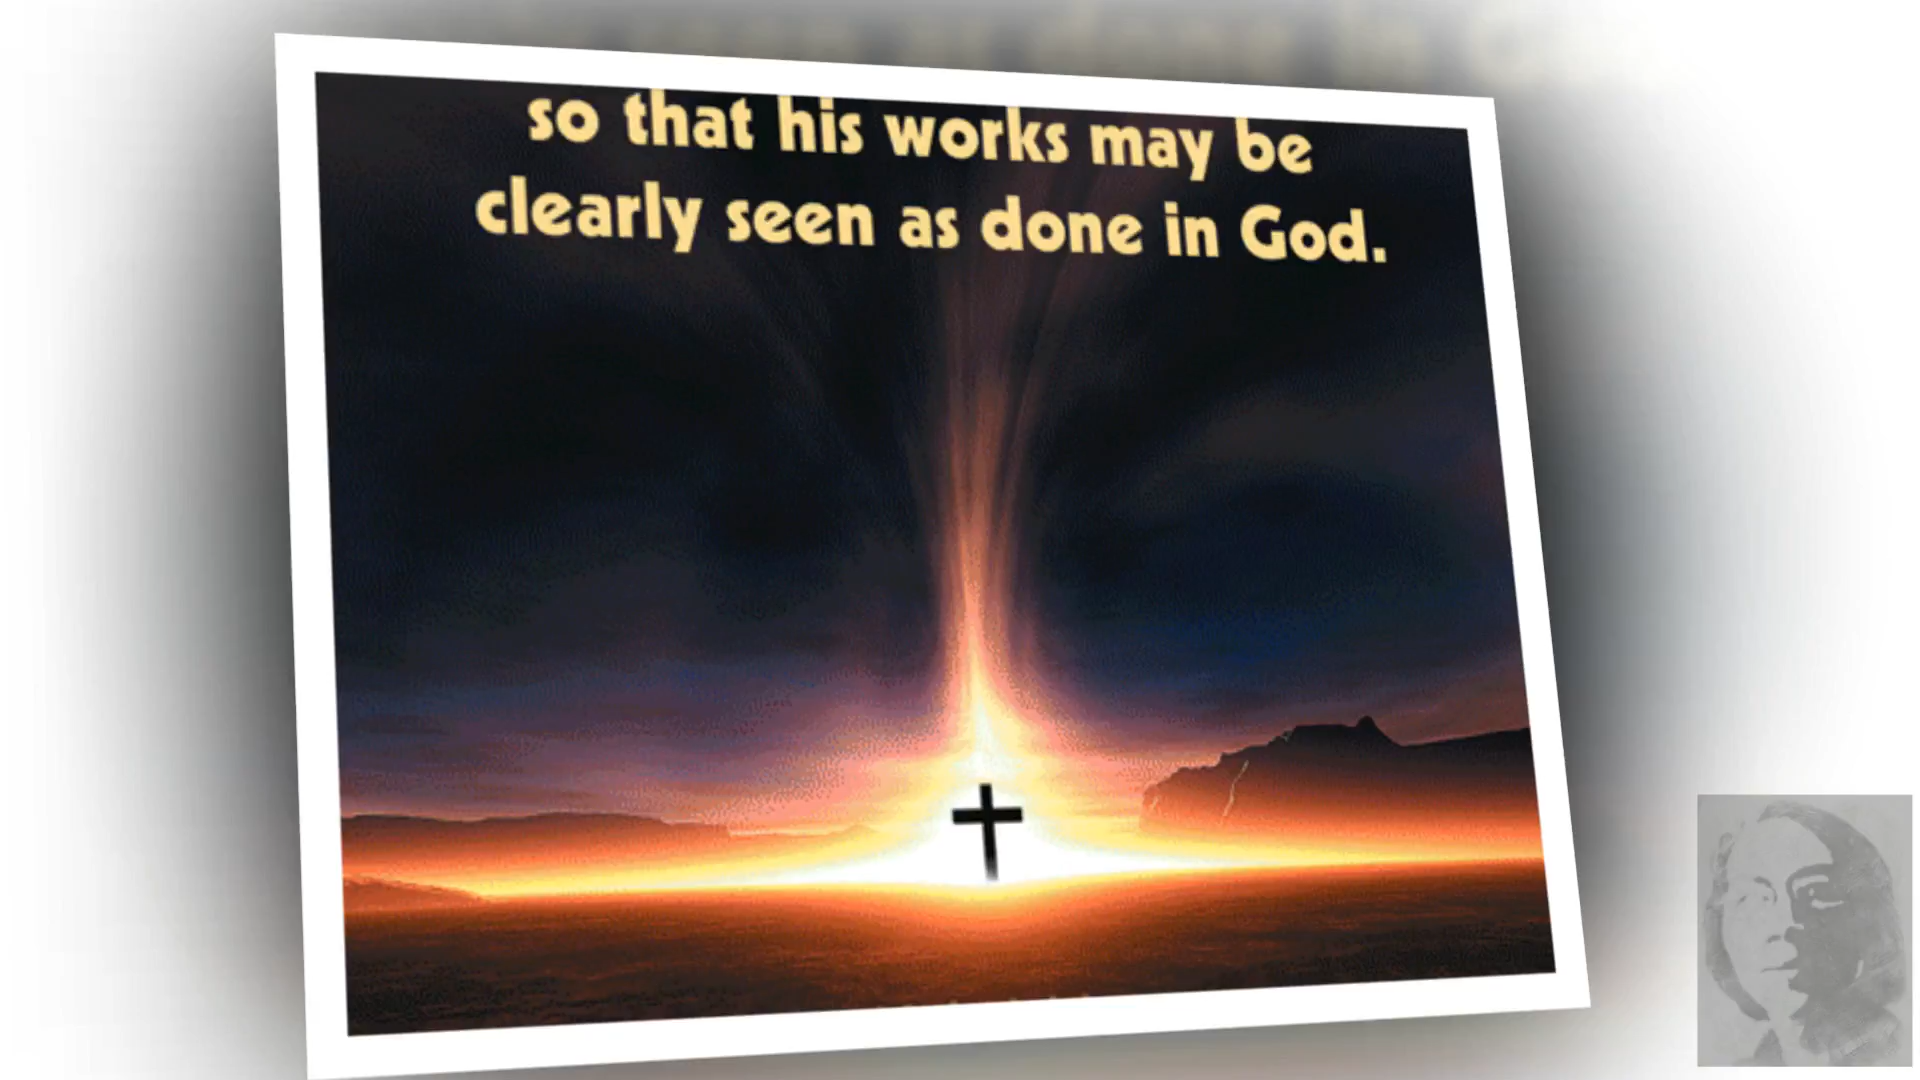 so that his works may be
clearly seen as done in God.